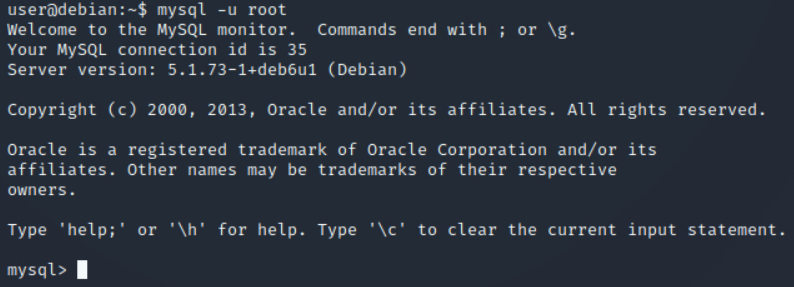 user@debian:~$ mysql -u root
Welcome to the MySQL monitor.  Commands end with ; or \g.
Your MySQL connection id is 35
Server version: 5.1.73-1+deb6u1 (Debian)

Copyright (c) 2000, 2013, Oracle and/or its affiliates. All rights reserved.

Oracle is a registered trademark of Oracle Corporation and/or its
affiliates. Other names may be trademarks of their respective
owners.

Type 'help;' or '\h' for help. Type '\c' to clear the current input statement.

mysql>